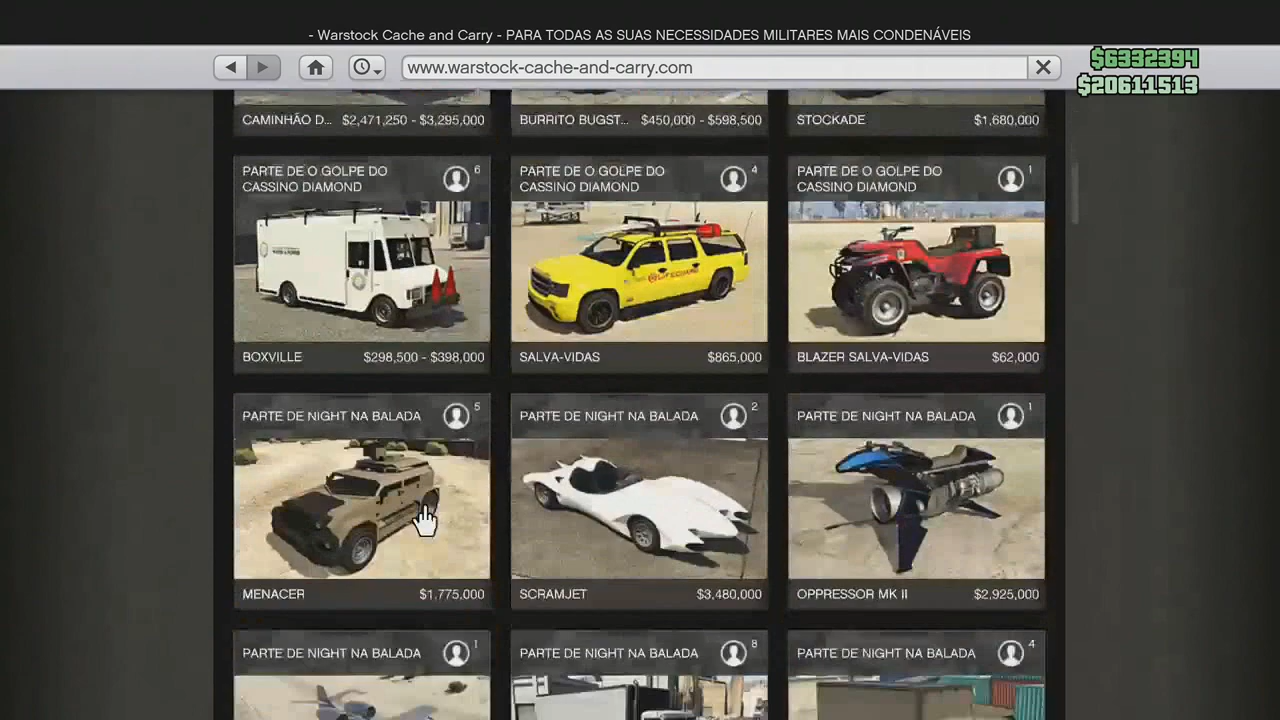 - Warstock Cache and Carry - PARA TODAS AS SUAS NECESSIDADES MILITARES MAIS CONDENÁVEIS
www.warstock-cache-and-carry.com
$6332394
$20611513
CAMINHÃO D... $2,471,250 - $3,295,000
BURRITO BUGST... $450,000 - $598,500
STOCKADE $1,680,000
PARTE DE O GOLPE DO
CASSINO DIAMOND
6
PARTE DE O GOLPE DO
CASSINO DIAMOND
4
PARTE DE O GOLPE DO
CASSINO DIAMOND
1
BOXVILLE $298,500 - $398,000
SALVA-VIDAS $865,000
BLAZER SALVA-VIDAS $62,000
PARTE DE NIGHT NA BALADA 5
PARTE DE NIGHT NA BALADA 2
PARTE DE NIGHT NA BALADA 1
MENACER $1,775,000
SCRAMJET $3,480,000
OPPRESSOR MK II $2,925,000
PARTE DE NIGHT NA BALADA 1
PARTE DE NIGHT NA BALADA 8
PARTE DE NIGHT NA BALADA 4